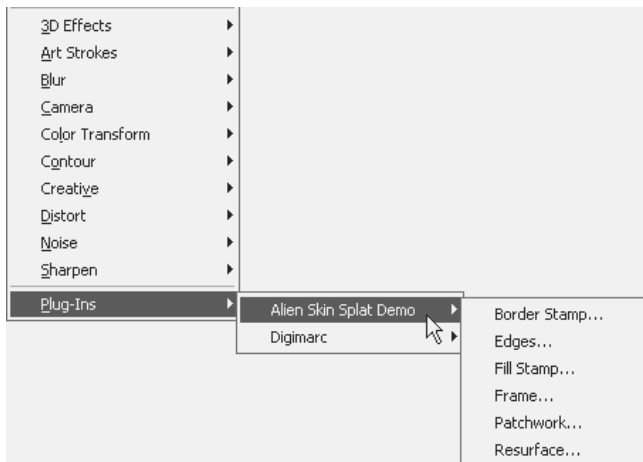 3D Effects
Art Strokes
Blur
Camera
Color Transform
Contour
Creative
Distort
Noise
Sharpen
Plug-Ins
Alien Skin Splat Demo
Digimarc
Border Stamp...
Edges...
Fill Stamp...
Frame...
Patchwork...
Resurface...